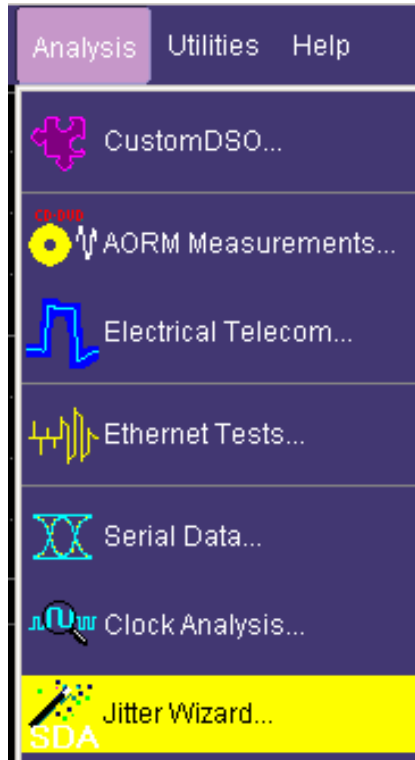 Analysis Utilities Help
CustomDSO...
CD-DVD
AORM Measurements...
Electrical Telecom...
Ethernet Tests...
Serial Data...
Clock Analysis...
Jitter Wizard...
SDA